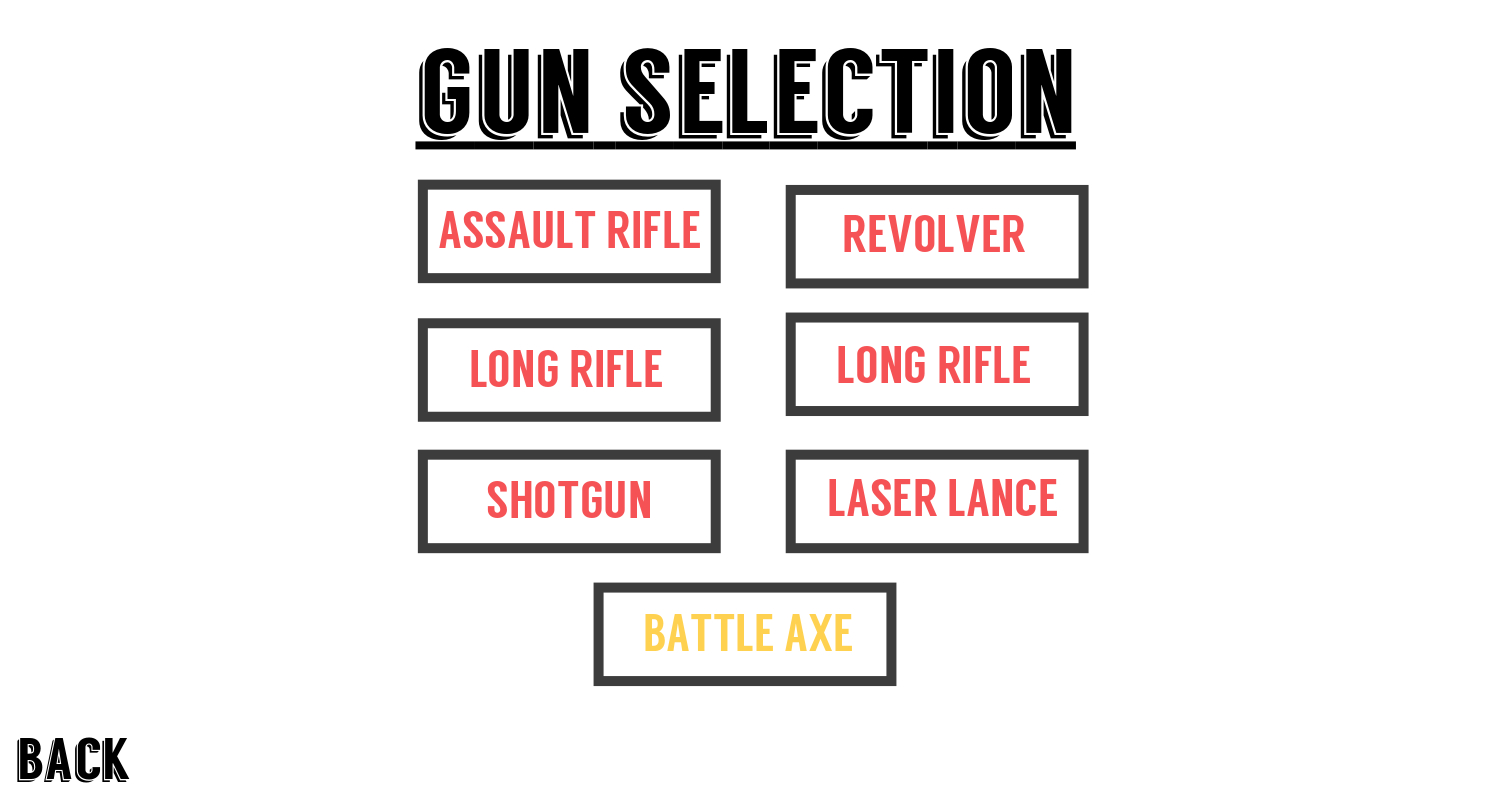 GUN SELECTION
ASSAULT RIFLE
REVOLVER
LONG RIFLE
LONG RIFLE
SHOTGUN
LASER LANCE
BATTLE AXE
BACK